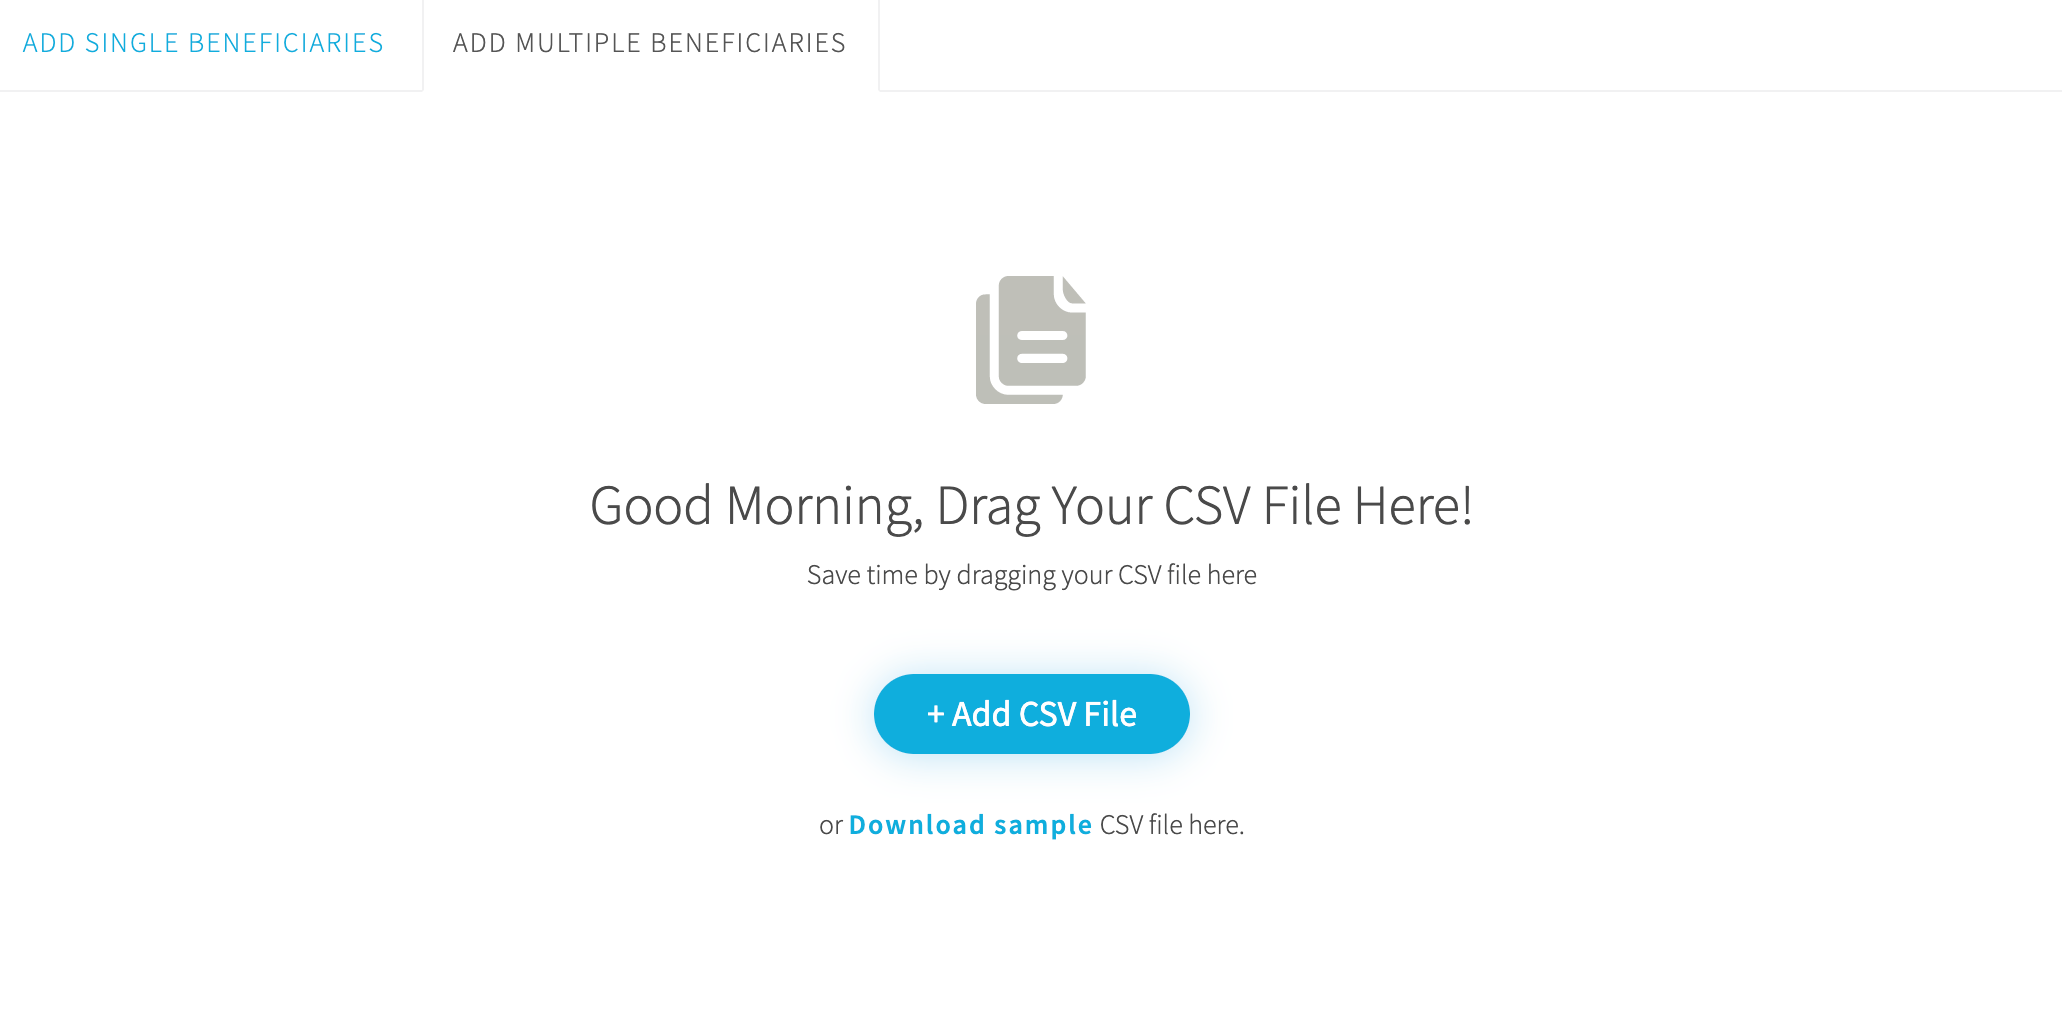 ADD SINGLE BENEFICIARIES
ADD MULTIPLE BENEFICIARIES
Good Morning, Drag Your CSV File Here!
Save time by dragging your CSV file here
+ Add CSV File
or Download sample CSV file here.